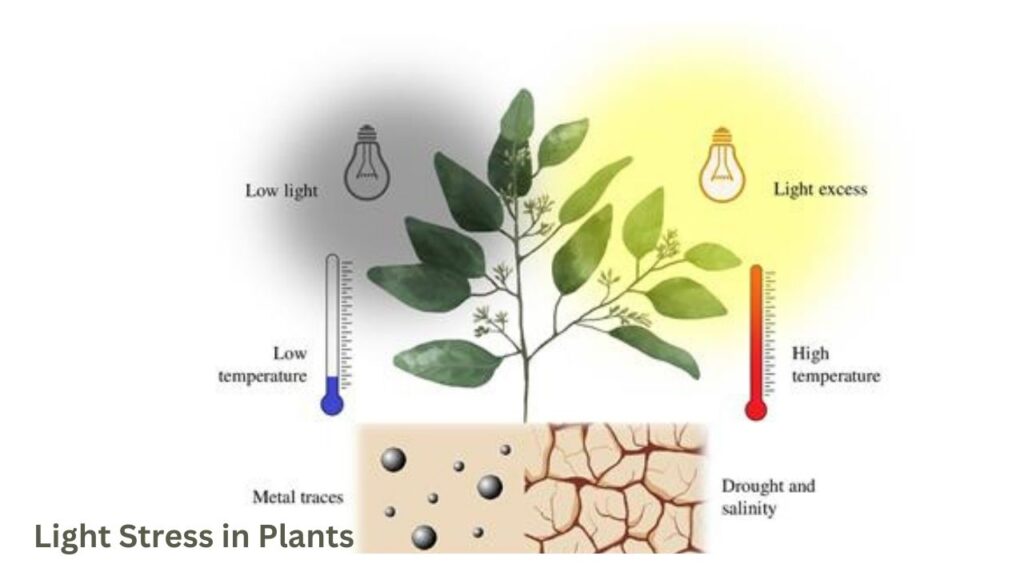 Low light
Light excess
Low
temperature
High
temperature
Metal traces
Drought and
salinity
Light Stress in Plants